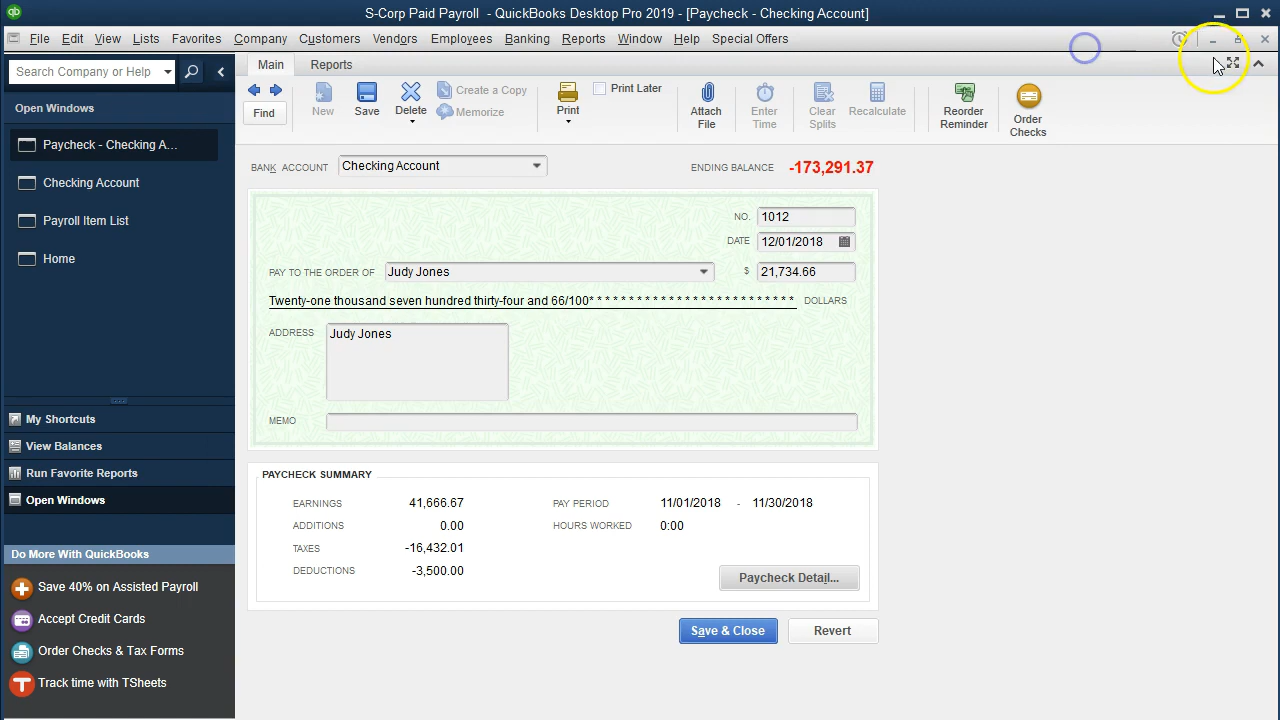 S-Corp Paid Payroll - QuickBooks Desktop Pro 2019 - [Paycheck - Checking Account]
File Edit View Lists Favorites Company Customers Vendors Employees Banking Reports Window Help Special Offers
Search Company or Help
Main Reports
Open Windows
Paycheck - Checking A...
Checking Account
Payroll Item List
Home
My Shortcuts
View Balances
Run Favorite Reports
Open Windows
Do More With QuickBooks
Save 40% on Assisted Payroll
Accept Credit Cards
Order Checks & Tax Forms
Track time with TSheets
Find
New
Save
Delete
Create a Copy
Memorize
Print
Print Later
Attach File
Enter Time
Clear Splits
Recalculate
Reorder Reminder
Order Checks
BANK ACCOUNT Checking Account ENDING BALANCE -173,291.37
NO. 1012
DATE 12/01/2018
PAY TO THE ORDER OF Judy Jones $ 21,734.66
Twenty-one thousand seven hundred thirty-four and 66/100* * * * * * * * * * * * * * * * * * * * * * * * * DOLLARS
ADDRESS Judy Jones
MEMO
PAYCHECK SUMMARY
EARNINGS 41,666.67 PAY PERIOD 11/01/2018 - 11/30/2018
ADDITIONS 0.00 HOURS WORKED 0:00
TAXES -16,432.01
DEDUCTIONS -3,500.00
Paycheck Detail...
Save & Close Revert